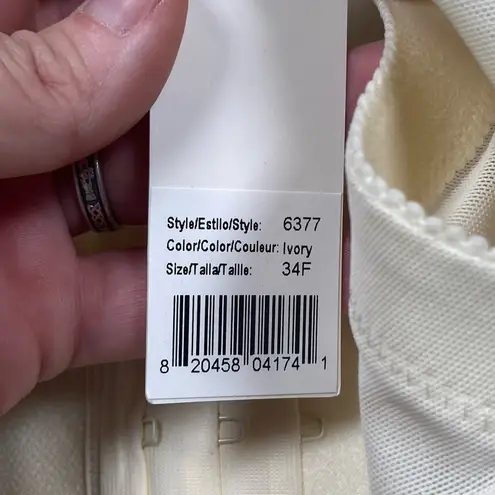 Style/Estilo/Style: 6377
Color/Color/Couleur: Ivory
Size/Talla/Taille: 34F
8 20458 04174 1